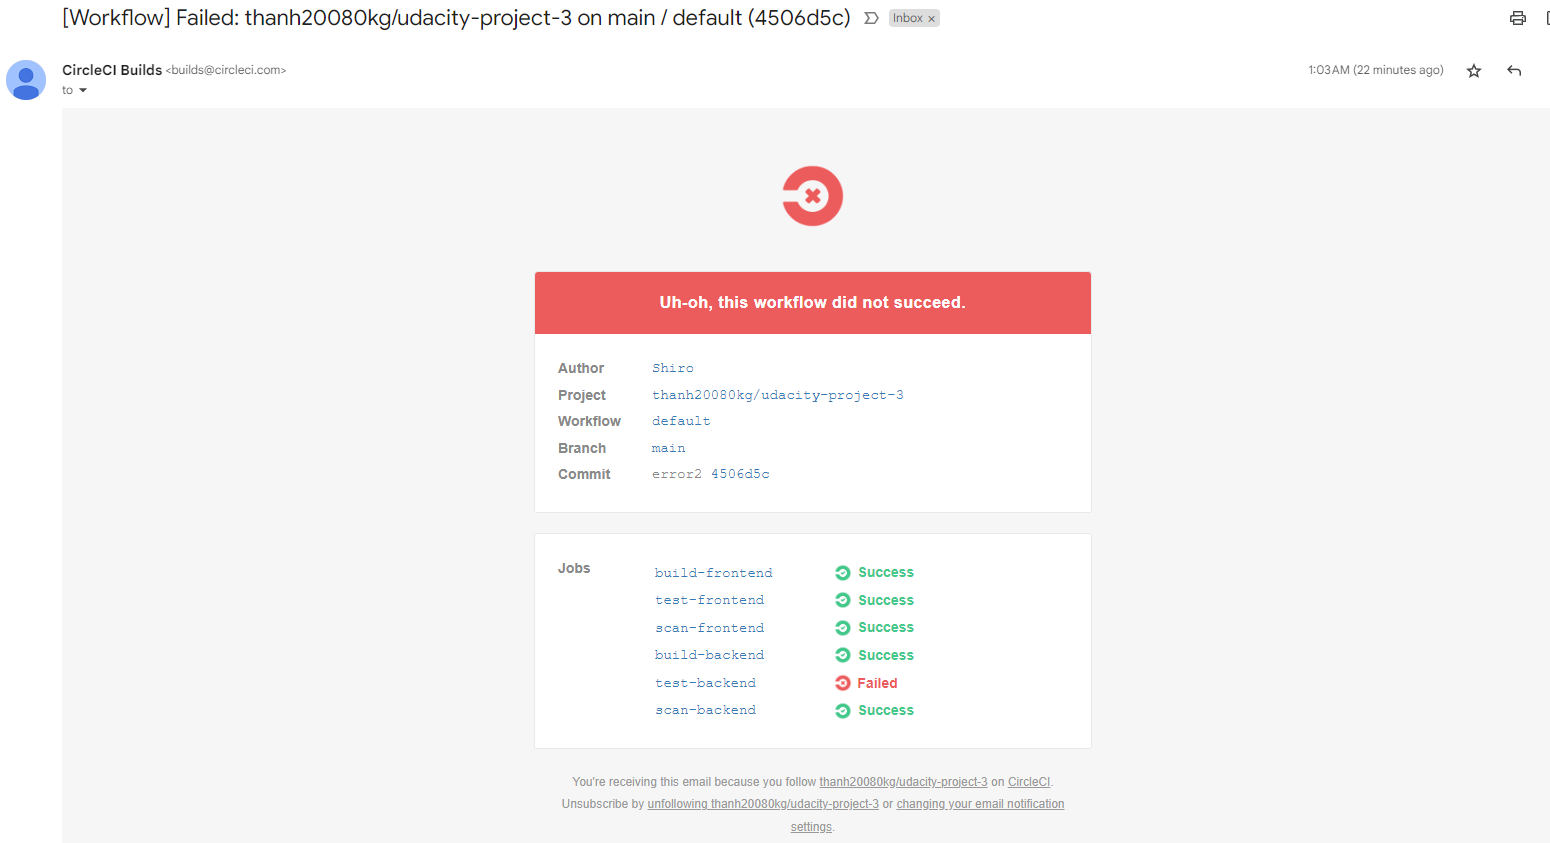 [Workflow] Failed: thanh20080kg/udacity-project-3 on main / default (4506d5c) Inbox ×
CircleCI Builds <builds@circleci.com> 1:03 AM (22 minutes ago)
to
Uh-oh, this workflow did not succeed.
Author Shiro
Project thanh20080kg/udacity-project-3
Workflow default
Branch main
Commit error2 4506d5c
Jobs
build-frontend Success
test-frontend Success
scan-frontend Success
build-backend Success
test-backend Failed
scan-backend Success
You're receiving this email because you follow thanh20080kg/udacity-project-3 on CircleCI.
Unsubscribe by unfollowing thanh20080kg/udacity-project-3 or changing your email notification
settings.